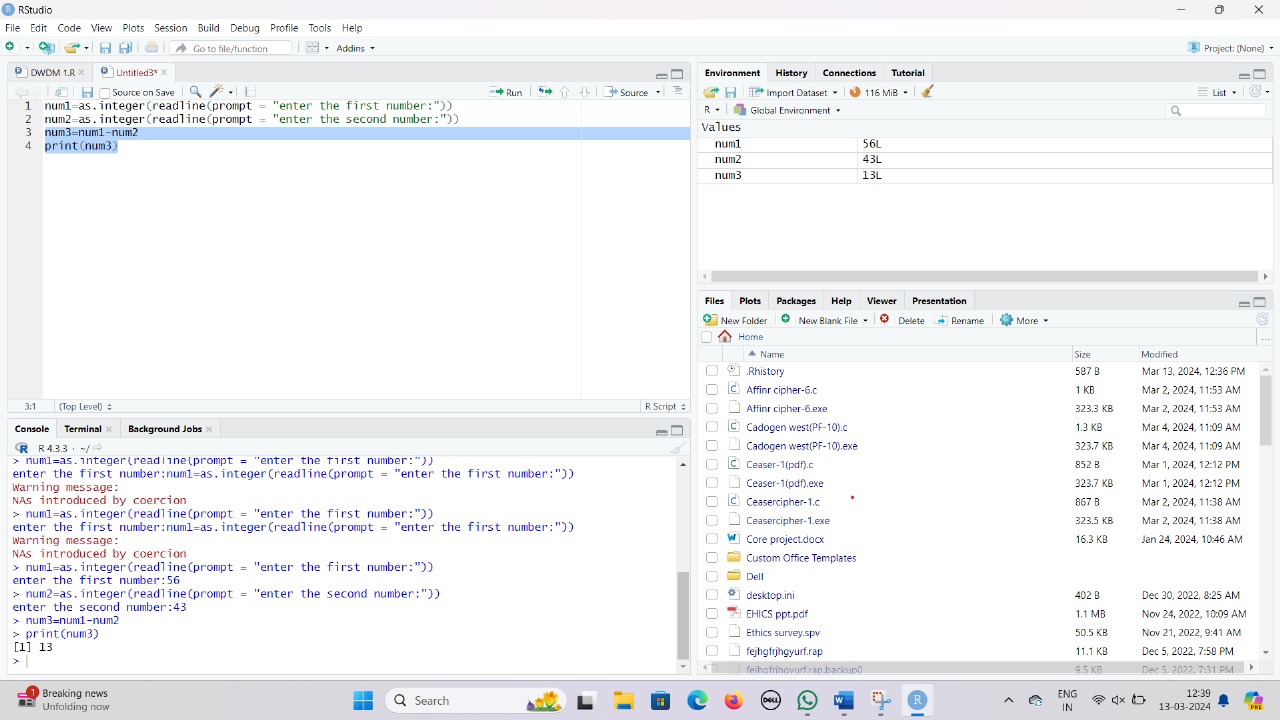 RStudio
File Edit Code View Plots Session Build Debug Profile Tools Help
Go to file/function Addins Project: (None)
DWDM 1.R Untitled3*
Source on Save Run Source
1 num1=as.integer(readline(prompt = "enter the first number:"))
2 num2=as.integer(readline(prompt = "enter the second number:"))
3 num3=num1-num2
4 print(num3)
3:1 (Top Level) R Script
Console Terminal Background Jobs
R 4.3.3 · ~/
> num1=as.integer(readline(prompt = "enter the first number:"))
enter the first number:num1=as.integer(readline(prompt = "enter the first number:"))
Warning message:
NAs introduced by coercion
> num1=as.integer(readline(prompt = "enter the first number:"))
enter the first number:num1=as.integer(readline(prompt = "enter the first number:"))
Warning message:
NAs introduced by coercion
> num1=as.integer(readline(prompt = "enter the first number:"))
enter the first number:56
> num2=as.integer(readline(prompt = "enter the second number:"))
enter the second number:43
num3=num1-num2
> print(num3)
[1] 13
>
Environment History Connections Tutorial
Import Dataset 116 MiB List
R Global Environment
Values
num1 56L
num2 43L
num3 13L
Files Plots Packages Help Viewer Presentation
New Folder New Blank File Delete Rename More
Home ...
Name Size Modified
.Rhistory 587 B Mar 13, 2024, 12:36 PM
Affinr cipher-6.c 1 KB Mar 2, 2024, 11:53 AM
Affinr cipher-6.exe 323.3 KB Mar 2, 2024, 11:53 AM
Cadogen west(PF-10).c 1.3 KB Mar 4, 2024, 11:09 AM
Cadogen west(PF-10).exe 323.7 KB Mar 4, 2024, 11:09 AM
Ceaser-1(pdf).c 852 B Mar 1, 2024, 12:12 PM
Ceaser-1(pdf).exe 323.7 KB Mar 1, 2024, 12:12 PM
Ceasercipher-1.c 867 B Mar 2, 2024, 11:38 AM
Ceasercipher-1.exe 323.5 KB Mar 2, 2024, 11:38 AM
Core project.docx 16.3 KB Jan 24, 2024, 10:46 AM
Custom Office Templates
Dell
desktop.ini 402 B Dec 30, 2022, 8:25 AM
EHICS ppt.pdf 1.1 MB Nov 23, 2022, 10:09 AM
Ethics survey.spv 50.5 KB Nov 21, 2022, 9:41 AM
fejhgfrjhgyurf.rap 11.1 KB Dec 5, 2022, 7:58 PM
9.5 KB Dec 5, 2022, 7:31 PM
1 Breaking news
Unfolding now
Search
DELL
ENG
IN
12:39
13-03-2024
PRE